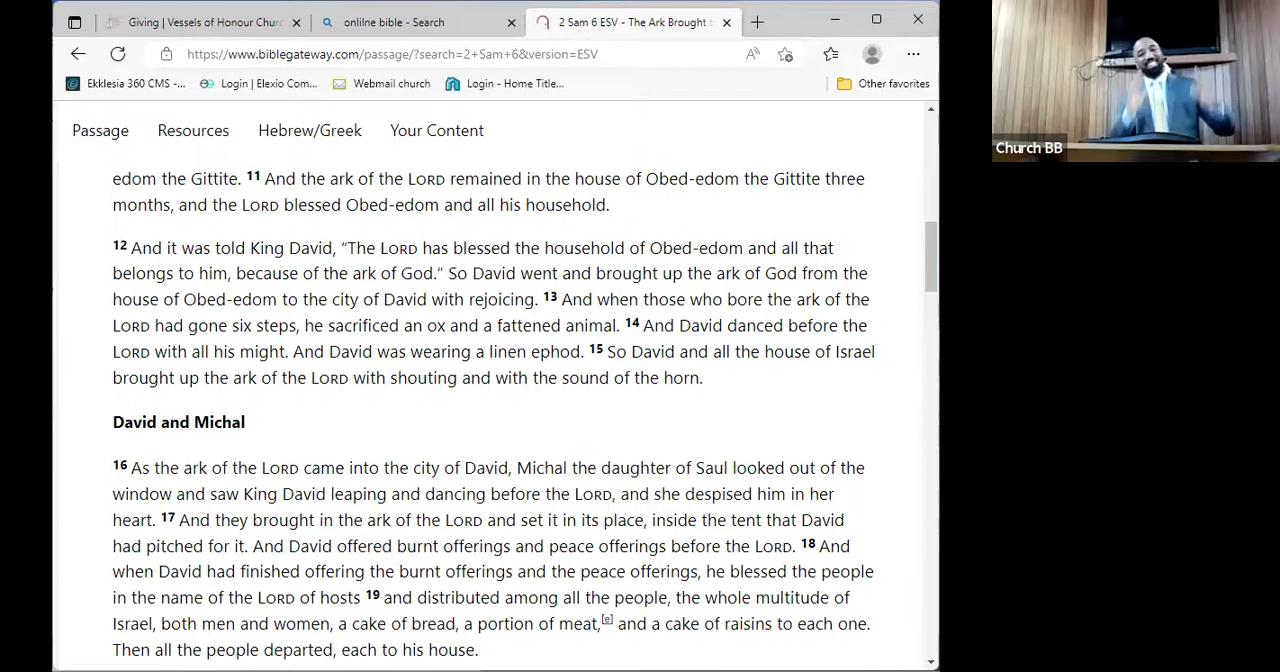 Giving | Vessels of Honour Churc
onlilne bible - Search
2 Sam 6 ESV - The Ark Brought t
https://www.biblegateway.com/passage/?search=2+Sam+6&version=ESV
Ekklesia 360 CMS -...
Login | Elexio Com...
Webmail church
Login - Home Title...
Other favorites
Church BB
Passage Resources Hebrew/Greek Your Content
edom the Gittite. 11 And the ark of the LORD remained in the house of Obed-edom the Gittite three
months, and the LORD blessed Obed-edom and all his household.
12 And it was told King David, “The LORD has blessed the household of Obed-edom and all that
belongs to him, because of the ark of God.” So David went and brought up the ark of God from the
house of Obed-edom to the city of David with rejoicing. 13 And when those who bore the ark of the
LORD had gone six steps, he sacrificed an ox and a fattened animal. 14 And David danced before the
LORD with all his might. And David was wearing a linen ephod. 15 So David and all the house of Israel
brought up the ark of the LORD with shouting and with the sound of the horn.
David and Michal
16 As the ark of the LORD came into the city of David, Michal the daughter of Saul looked out of the
window and saw King David leaping and dancing before the LORD, and she despised him in her
heart. 17 And they brought in the ark of the LORD and set it in its place, inside the tent that David
had pitched for it. And David offered burnt offerings and peace offerings before the LORD. 18 And
when David had finished offering the burnt offerings and the peace offerings, he blessed the people
in the name of the LORD of hosts 19 and distributed among all the people, the whole multitude of
Israel, both men and women, a cake of bread, a portion of meat,[e] and a cake of raisins to each one.
Then all the people departed, each to his house.